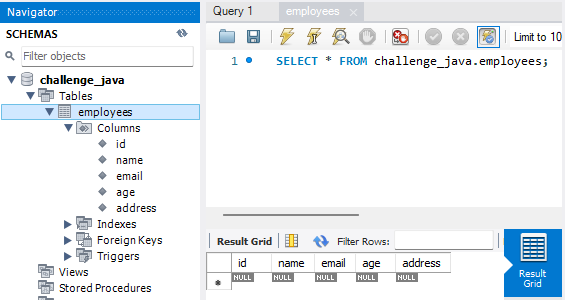 Navigator
SCHEMAS
Filter objects
challenge_java
Tables
employees
Columns
id
name
email
age
address
Indexes
Foreign Keys
Triggers
Views
Stored Procedures
Query 1 employees
Limit to 10
1 SELECT * FROM challenge_java.employees;
Result Grid Filter Rows:
id name email age address
NULL NULL NULL NULL NULL
Result
Grid